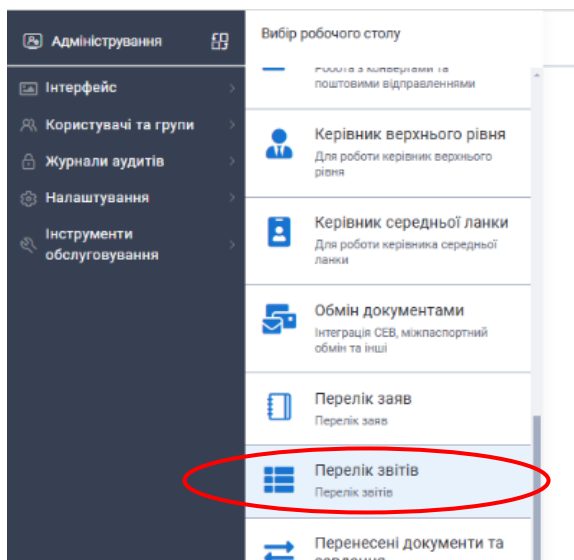 Адміністрування
Вибір робочого столу
Інтерфейс
Користувачі та групи
Журнали аудитів
Налаштування
Інструменти
обслуговування
Робота з конвертами та
поштовими відправленнями
Керівник верхнього рівня
Для роботи керівник верхнього
рівня
Керівник середньої ланки
Для роботи керівника середньої
ланки
Обмін документами
Інтеграція СЕВ, міжпаспортний
обмін та інші
Перелік заяв
Перелік заяв
Перелік звітів
Перелік звітів
Перенесені документи та